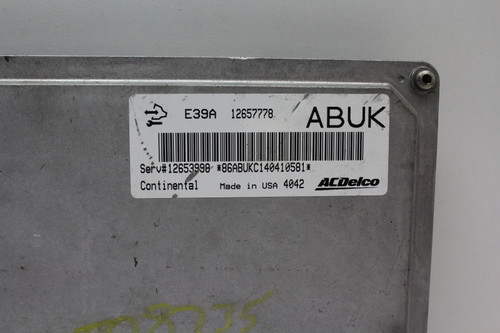 E39A 12657778 ABUK
Serv#12653998 *86ABUKC140410581*
Continental Made in USA 4042 ACDelco